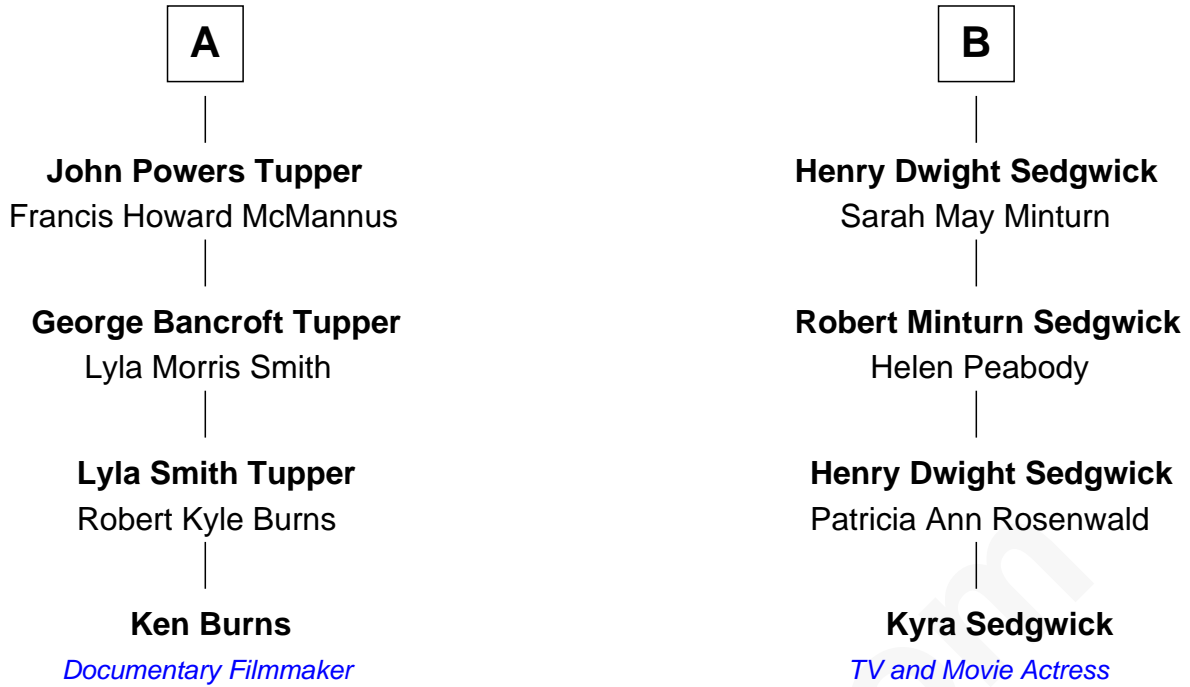 A
John Powers Tupper
Francis Howard McMannus
George Bancroft Tupper
Lyla Morris Smith
Lyla Smith Tupper
Robert Kyle Burns
Ken Burns
Documentary Filmmaker
B
Henry Dwight Sedgwick
Sarah May Minturn
Robert Minturn Sedgwick
Helen Peabody
Henry Dwight Sedgwick
Patricia Ann Rosenwald
Kyra Sedgwick
TV and Movie Actress